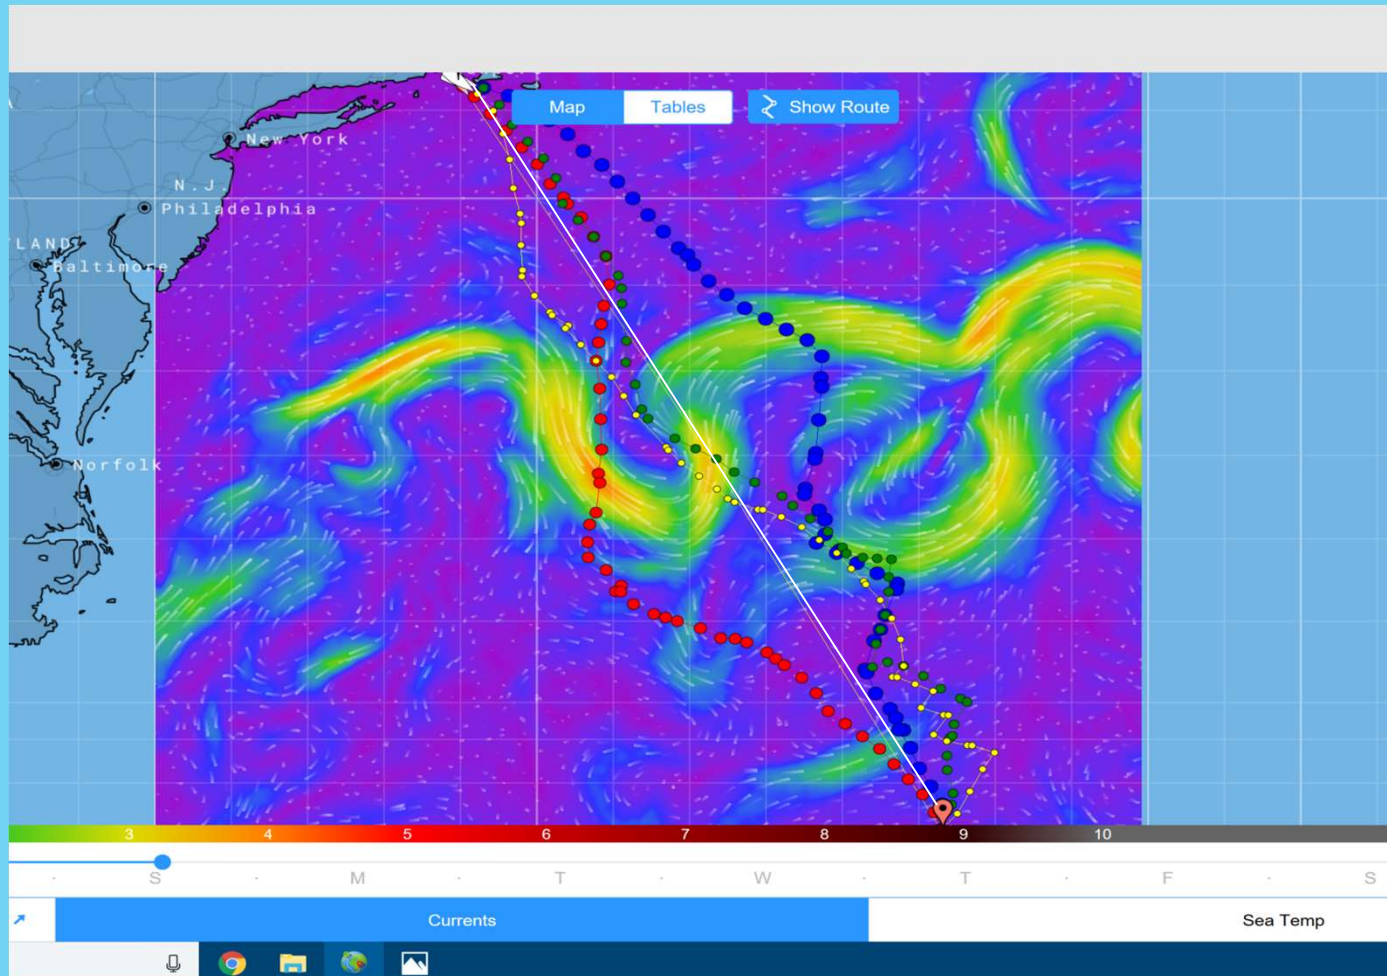 Map
Tables
Show Route
New York
N.J.
Philadelphia
LAND
Baltimore
Norfolk
3 4 5 6 7 8 9 10
S M T W T F S
Currents
Sea Temp